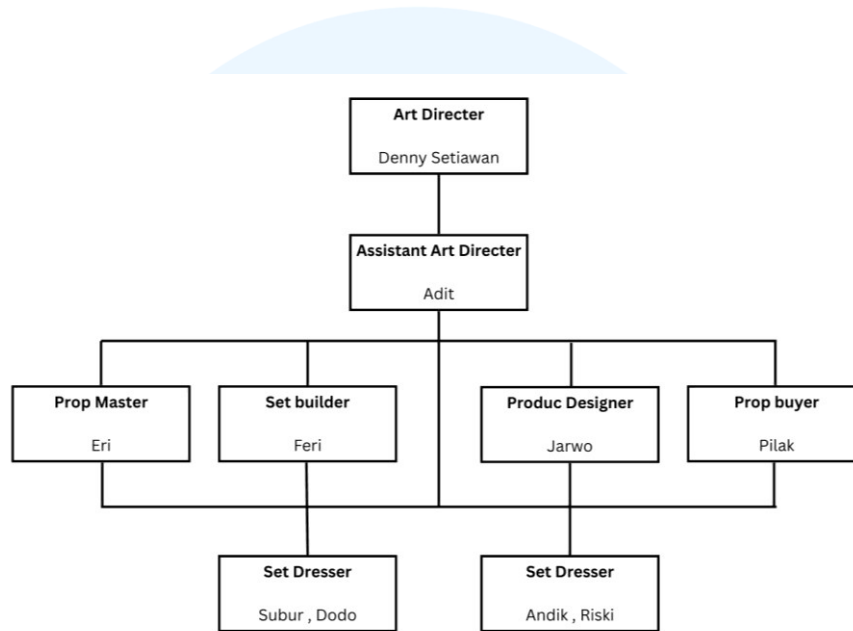 Art Directer
Denny Setiawan
Assistant Art Directer
Adit
Prop Master
Eri
Set builder
Feri
Produc Designer
Jarwo
Prop buyer
Pilak
Set Dresser
Subur , Dodo
Set Dresser
Andik , Riski